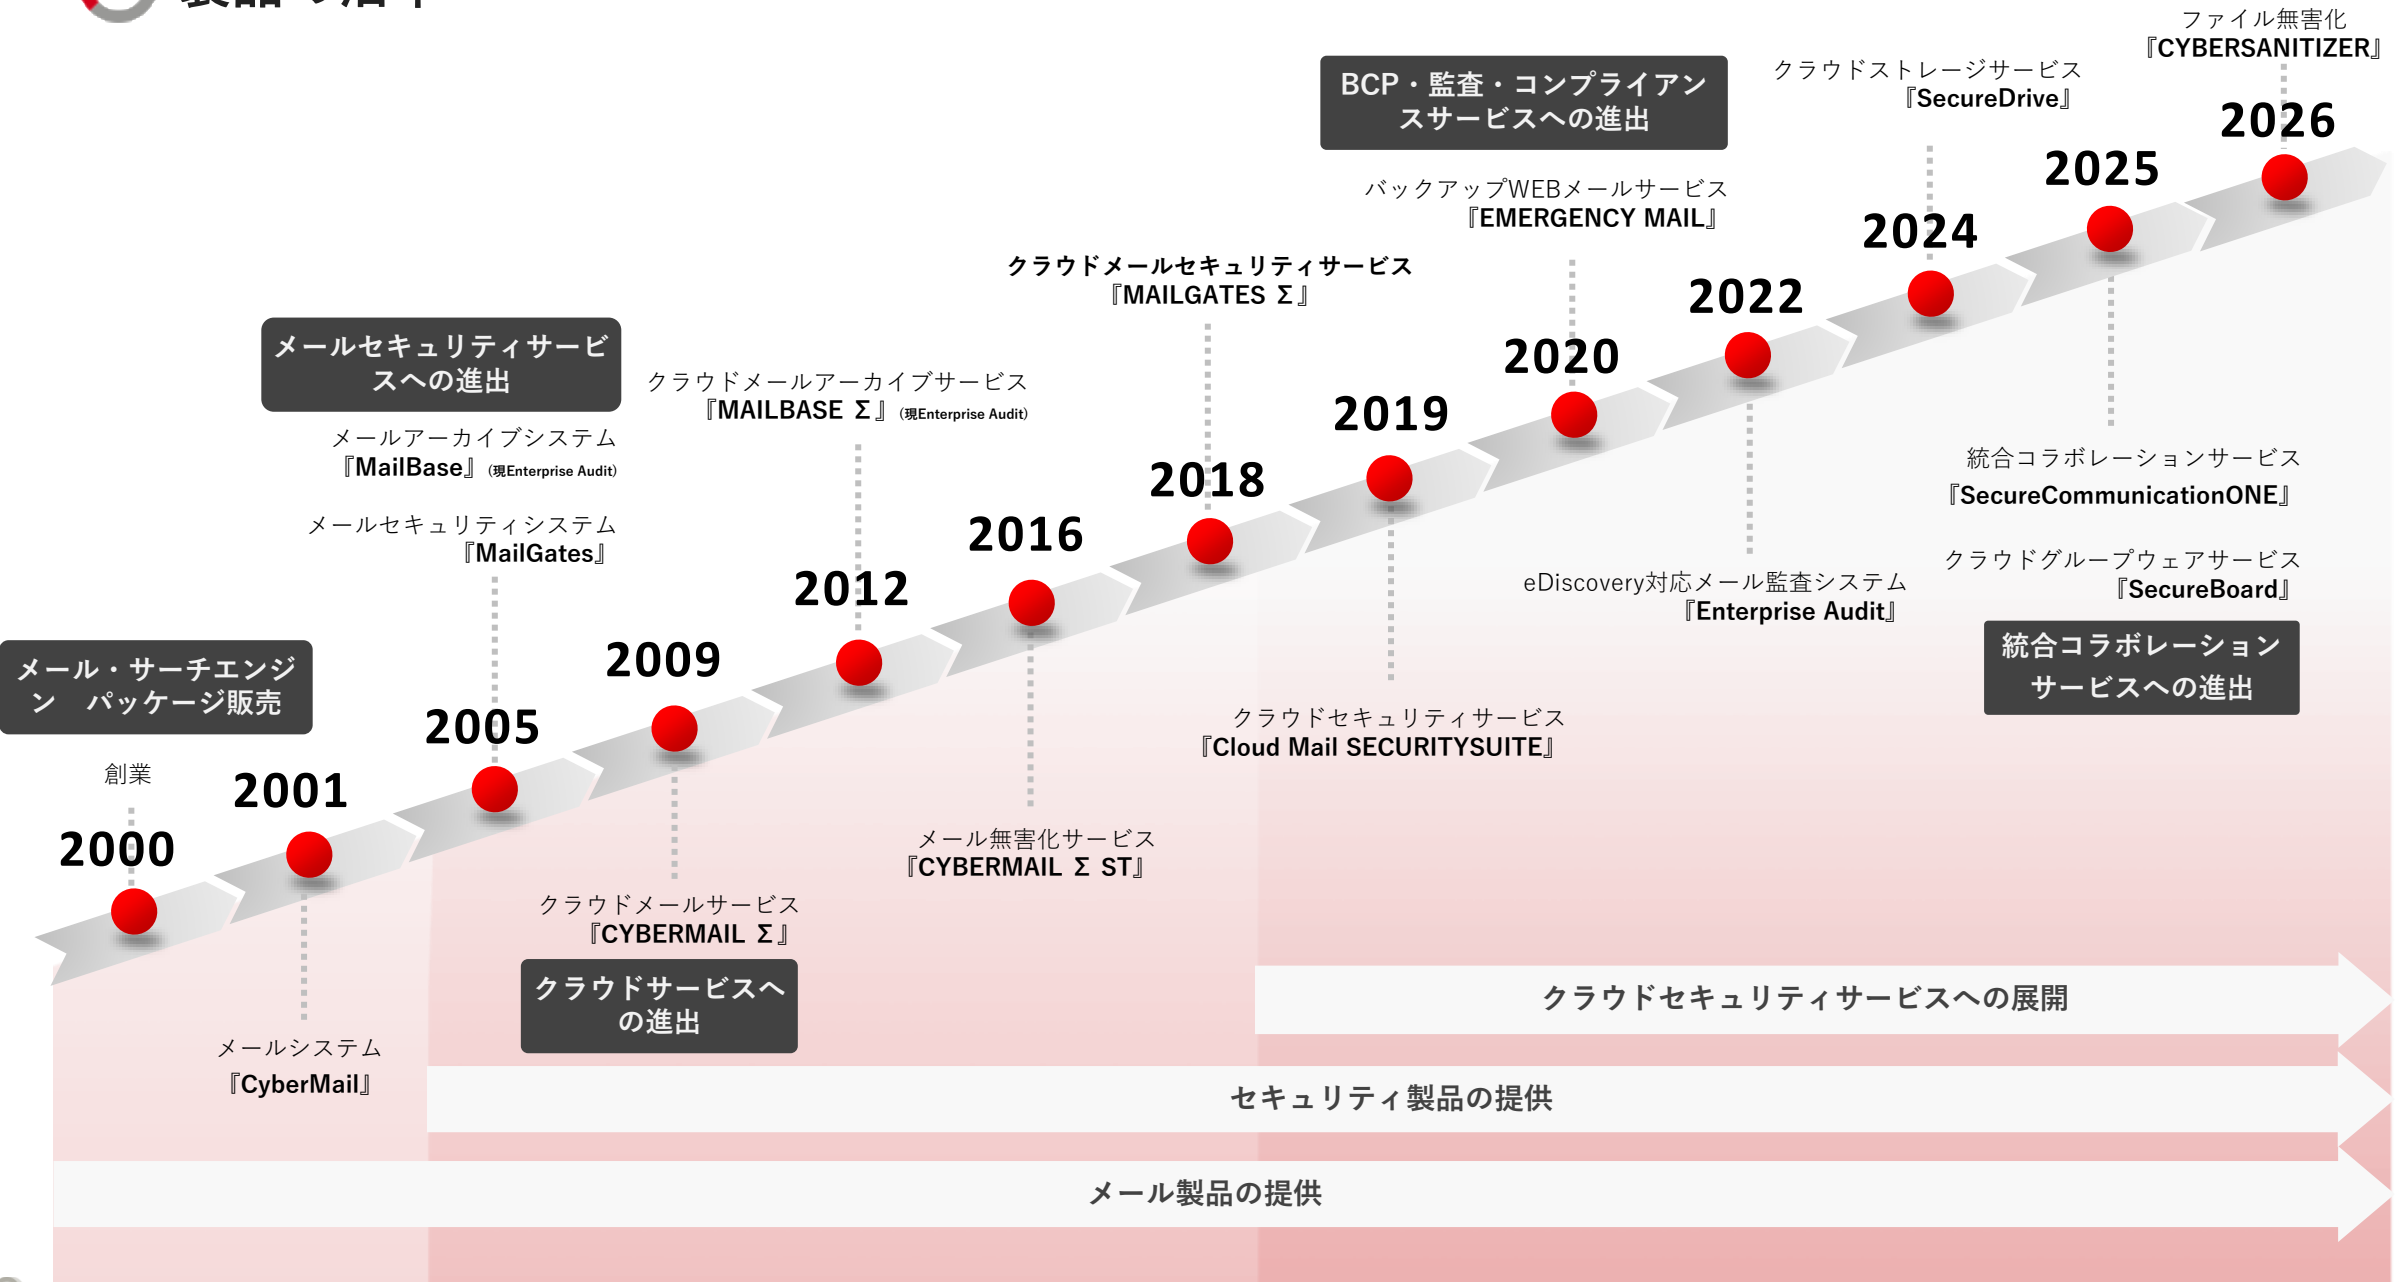 メール・サーチエンジ
ン　パッケージ販売
創業
2000
2001
メールシステム
『CyberMail』
メールセキュリティサービ
スへの進出
メールアーカイブシステム
『MailBase』(現Enterprise Audit)
メールセキュリティシステム
『MailGates』
2005
2009
クラウドメールサービス
『CYBERMAIL Σ』
クラウドサービスへ
の進出
クラウドメールアーカイブサービス
『MAILBASE Σ』(現Enterprise Audit)
2012
2016
メール無害化サービス
『CYBERMAIL Σ ST』
クラウドメールセキュリティサービス
『MAILGATES Σ』
2018
2019
クラウドセキュリティサービス
『Cloud Mail SECURITYSUITE』
BCP・監査・コンプライアン
スサービスへの進出
バックアップWEBメールサービス
『EMERGENCY MAIL』
2020
2022
eDiscovery対応メール監査システム
『Enterprise Audit』
クラウドストレージサービス
『SecureDrive』
2024
2025
統合コラボレーションサービス
『SecureCommunicationONE』
クラウドグループウェアサービス
『SecureBoard』
統合コラボレーション
サービスへの進出
ファイル無害化
『CYBERSANITIZER』
2026
クラウドセキュリティサービスへの展開
セキュリティ製品の提供
メール製品の提供